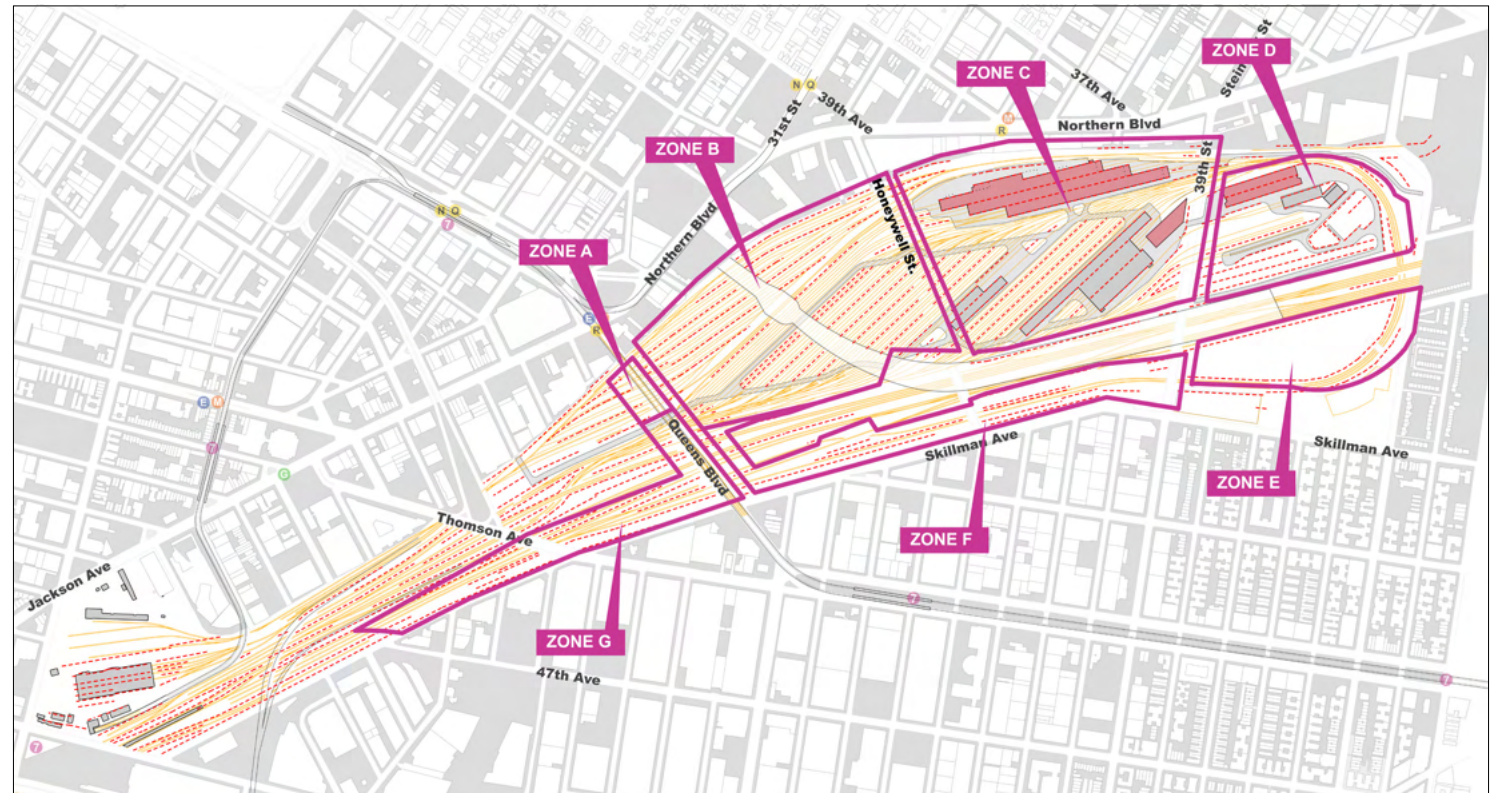 ZONE D
Stein St
ZONE C
37th Ave
N Q
39th Ave
31st St
M
R
Northern Blvd
ZONE B
39th St
Honeywell St.
N Q
7
Northern Blvd
ZONE A
E
R
E M
7
Queens Blvd
Skillman Ave
Skillman Ave
G
ZONE E
Thomson Ave
ZONE F
Jackson Ave
7
ZONE G
47th Ave
7
7